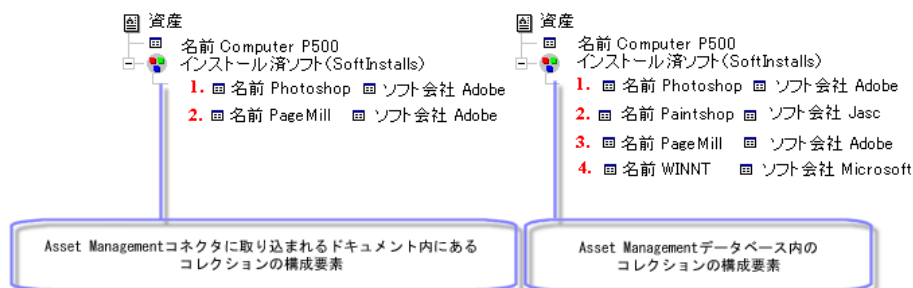 資産
名前 Computer P500
インストール済ソフト(SoftInstalls)
1. 名前 Photoshop ソフト会社 Adobe
2. 名前 PageMill ソフト会社 Adobe
Asset Managementコネクタに取り込まれるドキュメント内にある
コレクションの構成要素
資産
名前 Computer P500
インストール済ソフト(SoftInstalls)
1. 名前 Photoshop ソフト会社 Adobe
2. 名前 Paintshop ソフト会社 Jasc
3. 名前 PageMill ソフト会社 Adobe
4. 名前 WINNT ソフト会社 Microsoft
Asset Managementデータベース内の
コレクションの構成要素